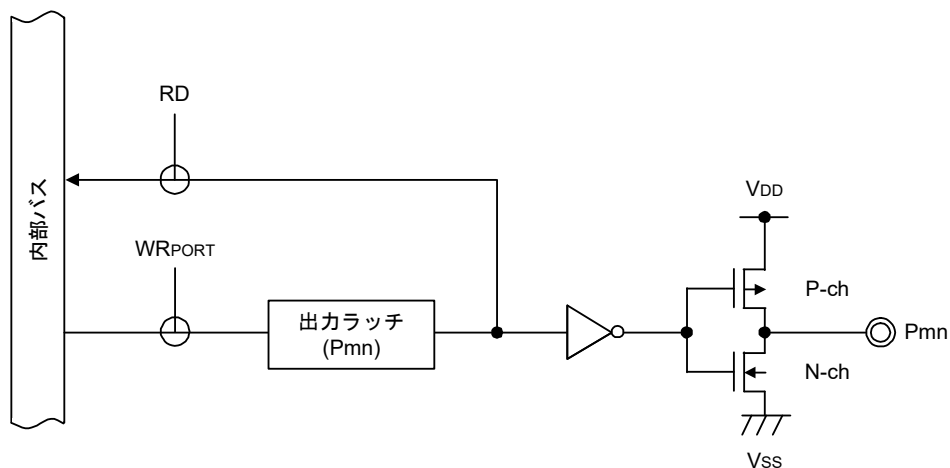 RD
内部バス
WRPORT
出力ラッチ
(Pmn)
VDD
P-ch
Pmn
N-ch
VSS